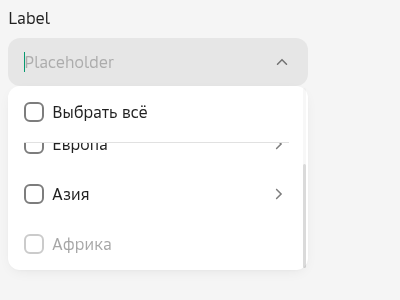 Label
Placeholder
Выбрать всё
Европа
Азия
Африка